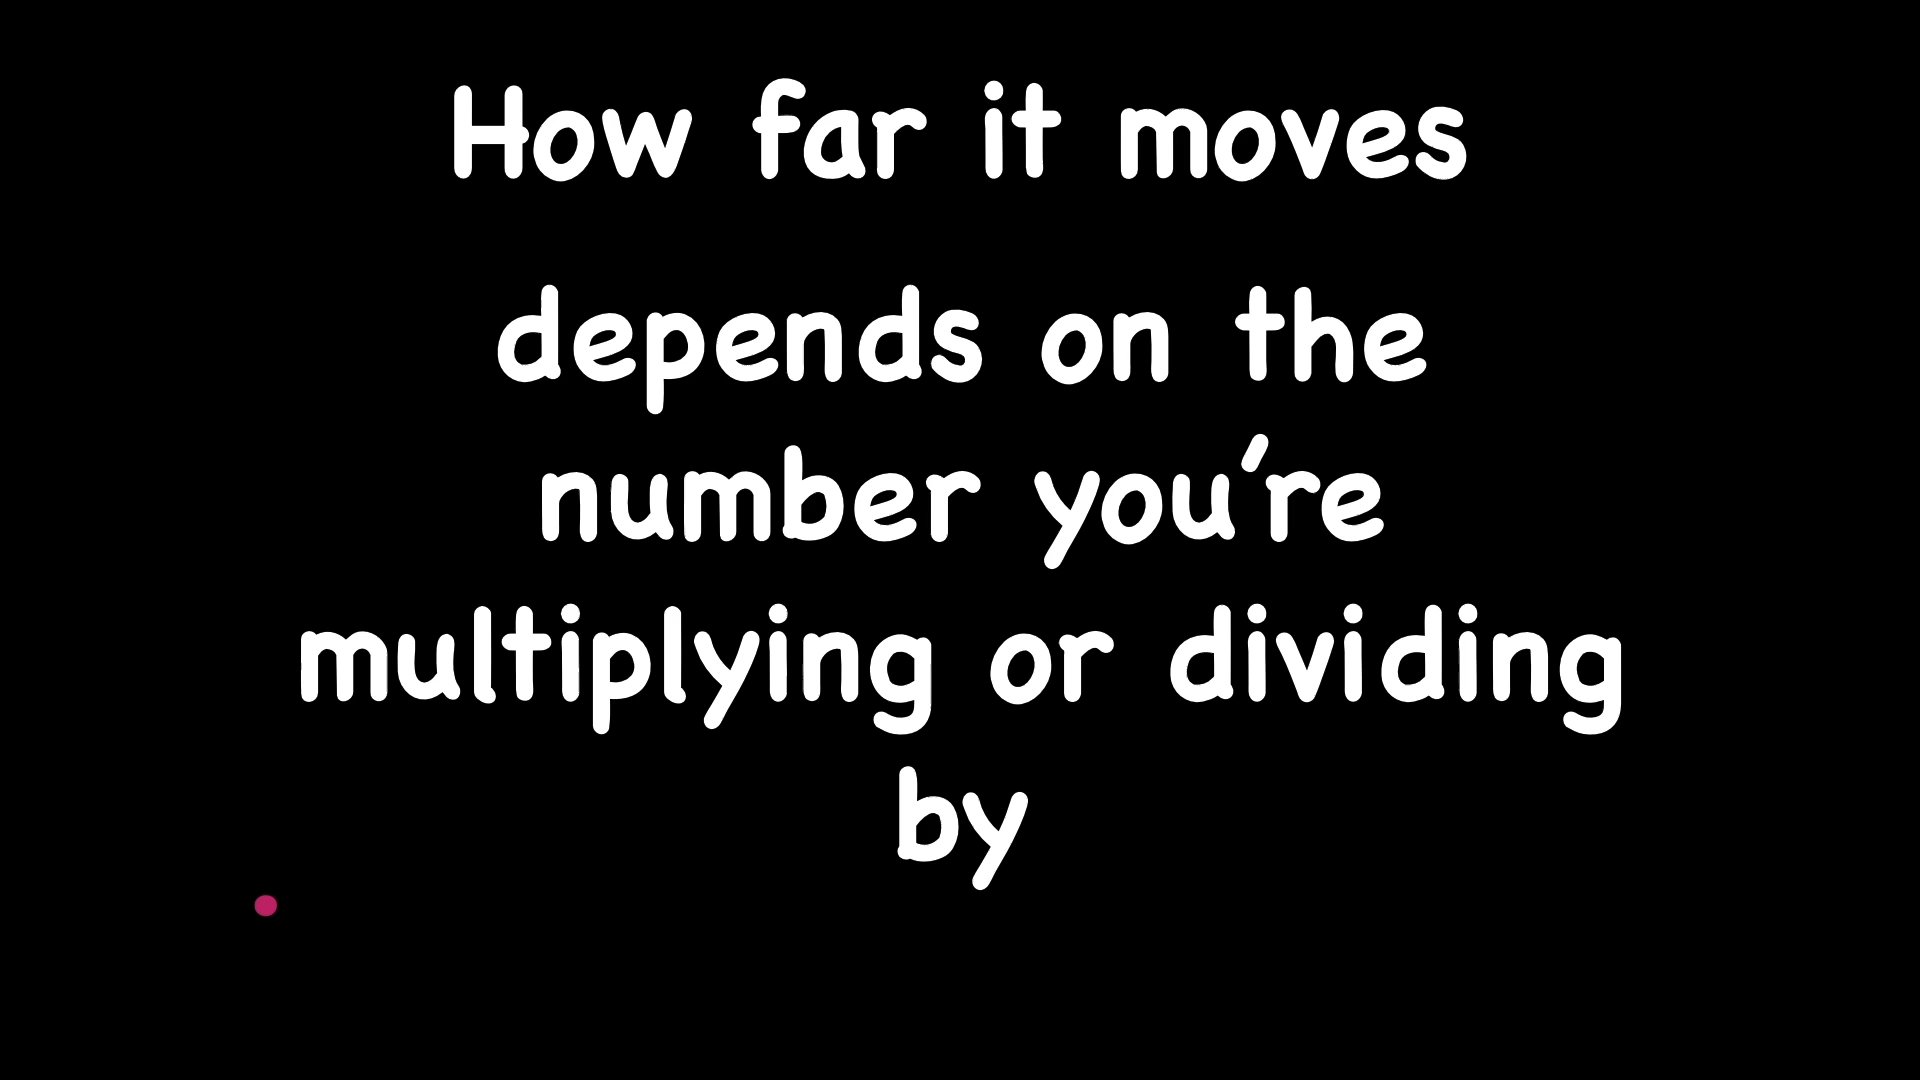 How far it moves
depends on the
number you’re
multiplying or dividing
by